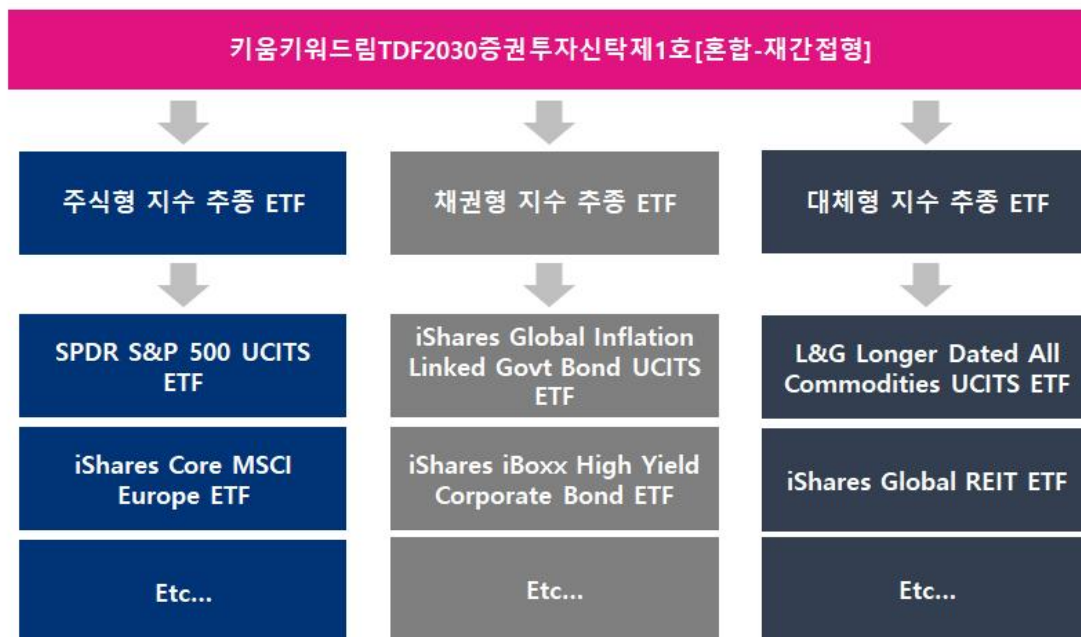 키움키워드림TDF2030증권투자신탁제1호[혼합-재간접형]
주식형 지수 추종 ETF
채권형 지수 추종 ETF
대체형 지수 추종 ETF
SPDR S&P 500 UCITS
ETF
iShares Global Inflation
Linked Govt Bond UCITS
ETF
L&G Longer Dated All
Commodities UCITS ETF
iShares Core MSCI
Europe ETF
iShares iBoxx High Yield
Corporate Bond ETF
iShares Global REIT ETF
Etc...
Etc...
Etc...